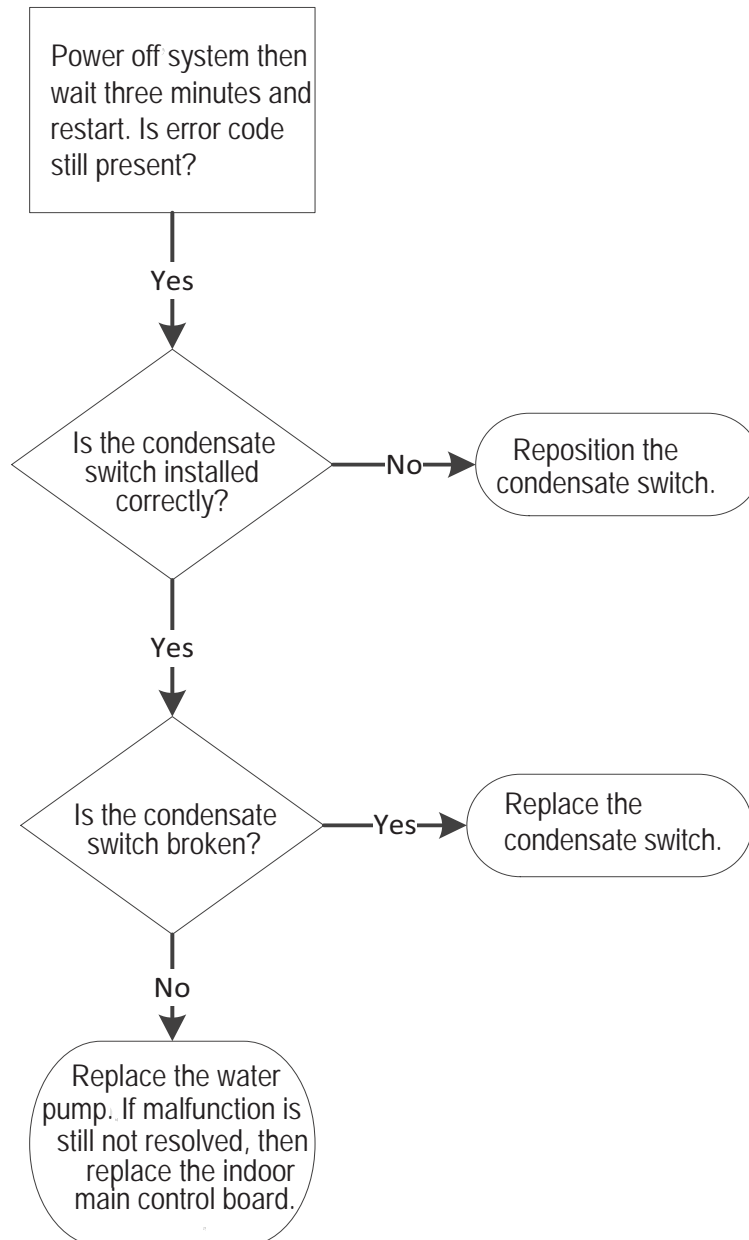 Power off system then
wait three minutes and
restart. Is error code
still present?
Yes
Is the condensate
switch installed
correctly?
No
Reposition the
condensate switch.
Yes
Is the condensate
switch broken?
Yes
Replace the
condensate switch.
No
Replace the water
pump. If malfunction is
still not resolved, then
replace the indoor
main control board.